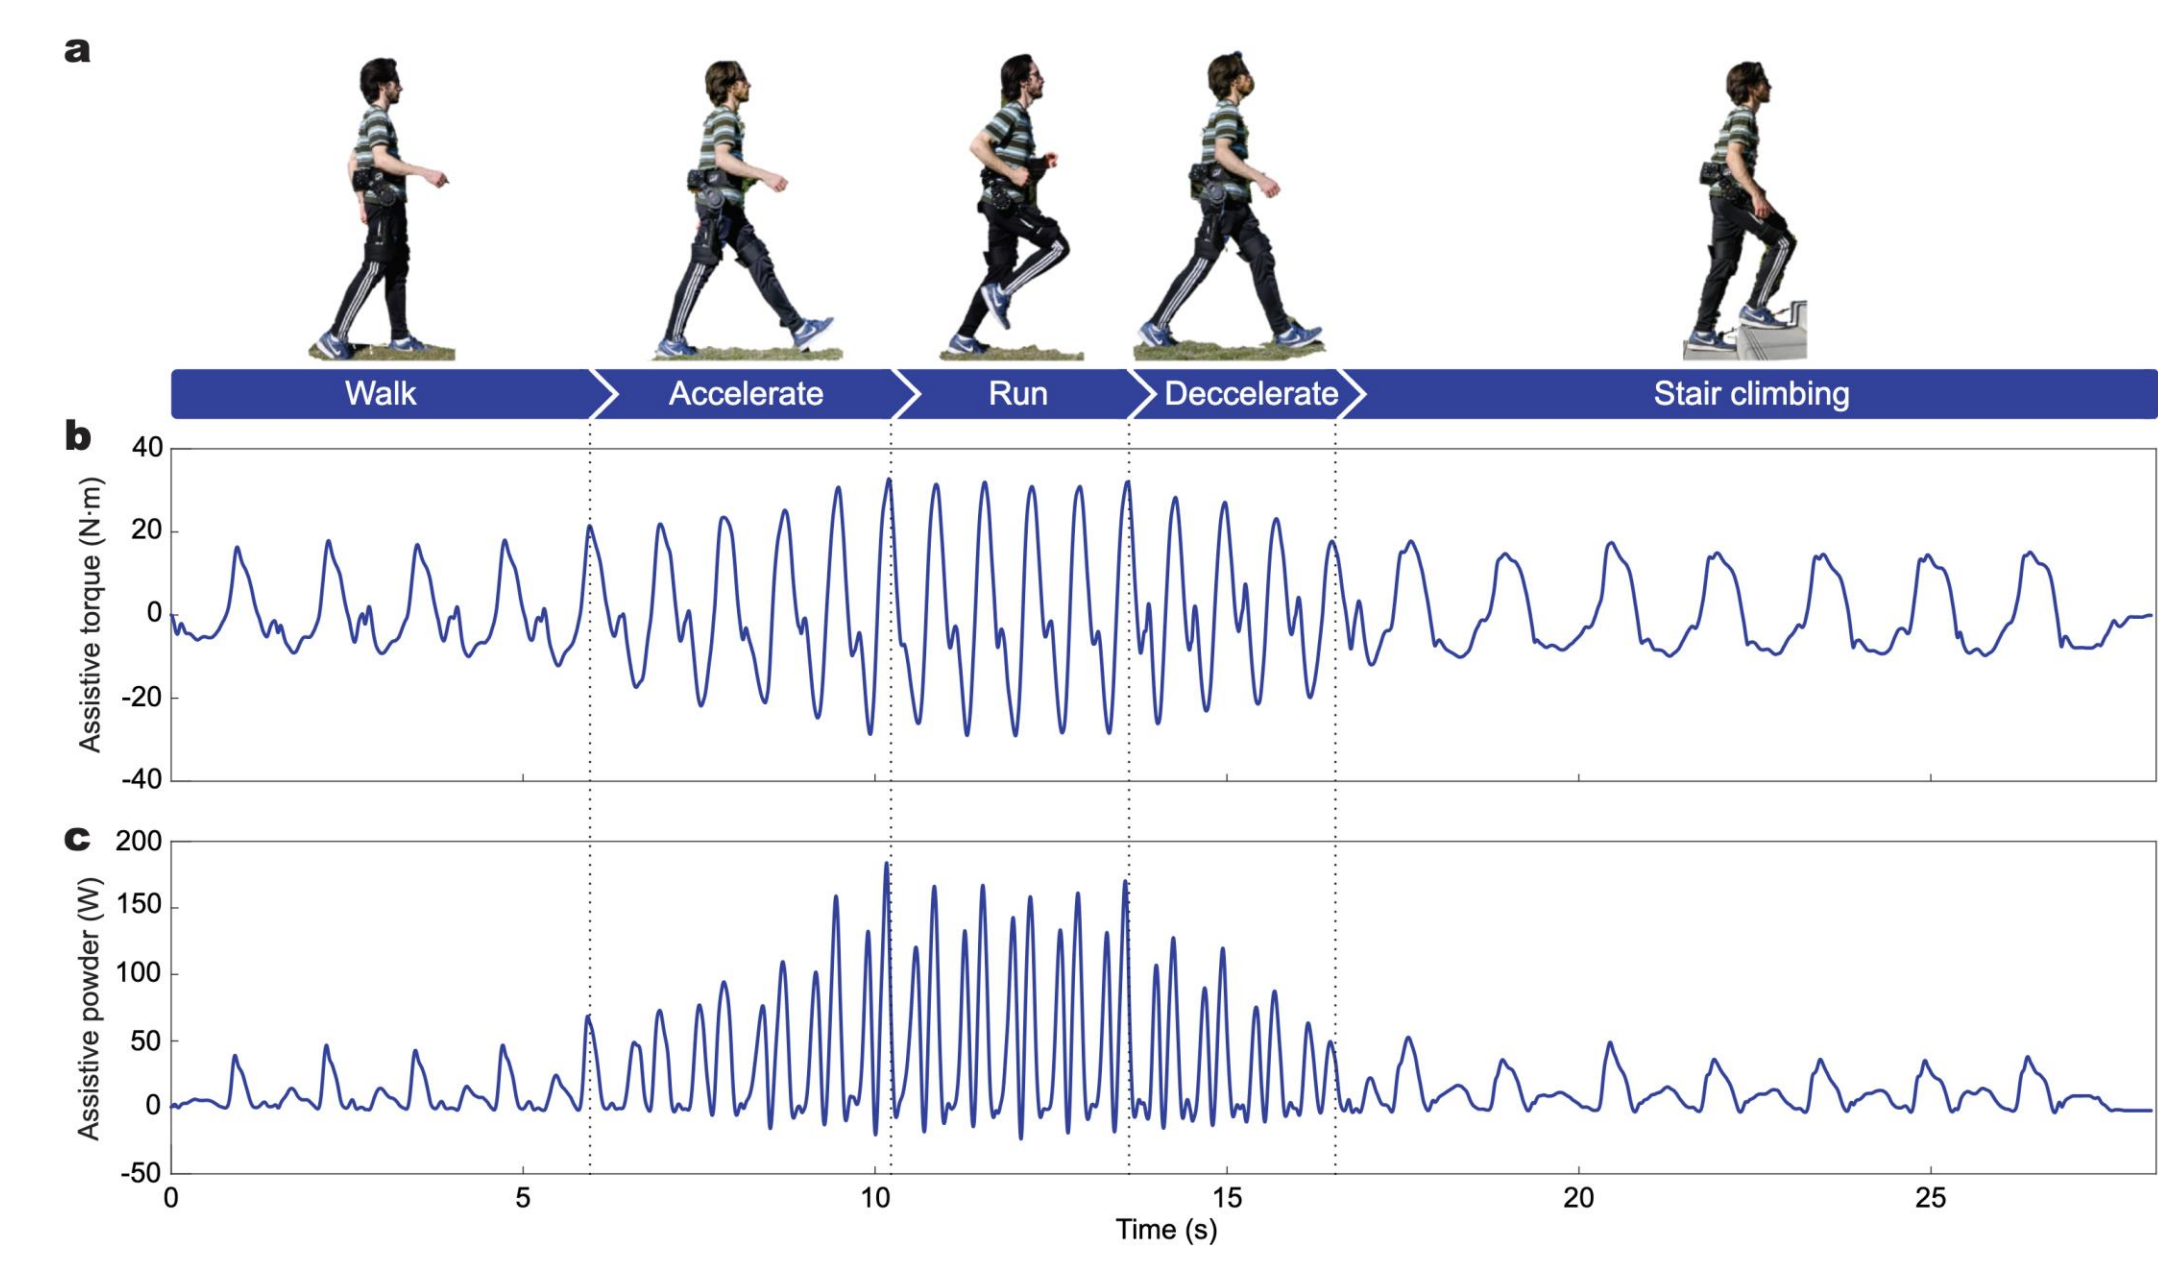 a
Walk Accelerate Run Deccelerate Stair climbing
b
Assistive torque (N·m)
40
20
0
-20
-40
c
Assistive powder (W)
200
150
100
50
0
-50
0 5 10 15 20 25
Time (s)